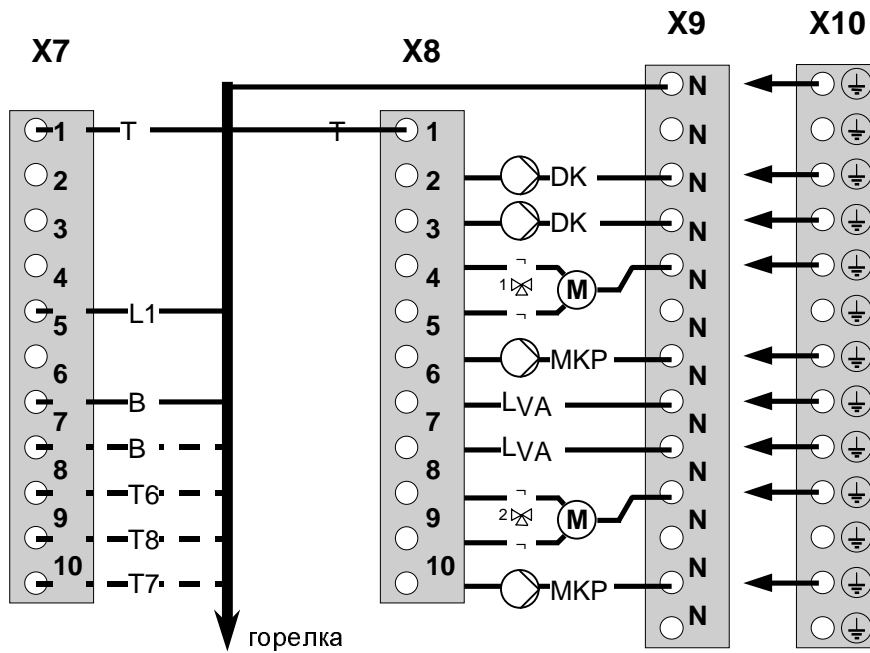 X9 X10
X7 X8
N
1 T T 1
N
2 2 DK N
3 3 DK N
4 4 N
1 M
5 L1 5 N
6 6 MKP N
7 B 7 LVA N
8 B 8 LVA N
T6 N
2 M
9 T8 9 N
10 T7 10 MKP N
N
горелка